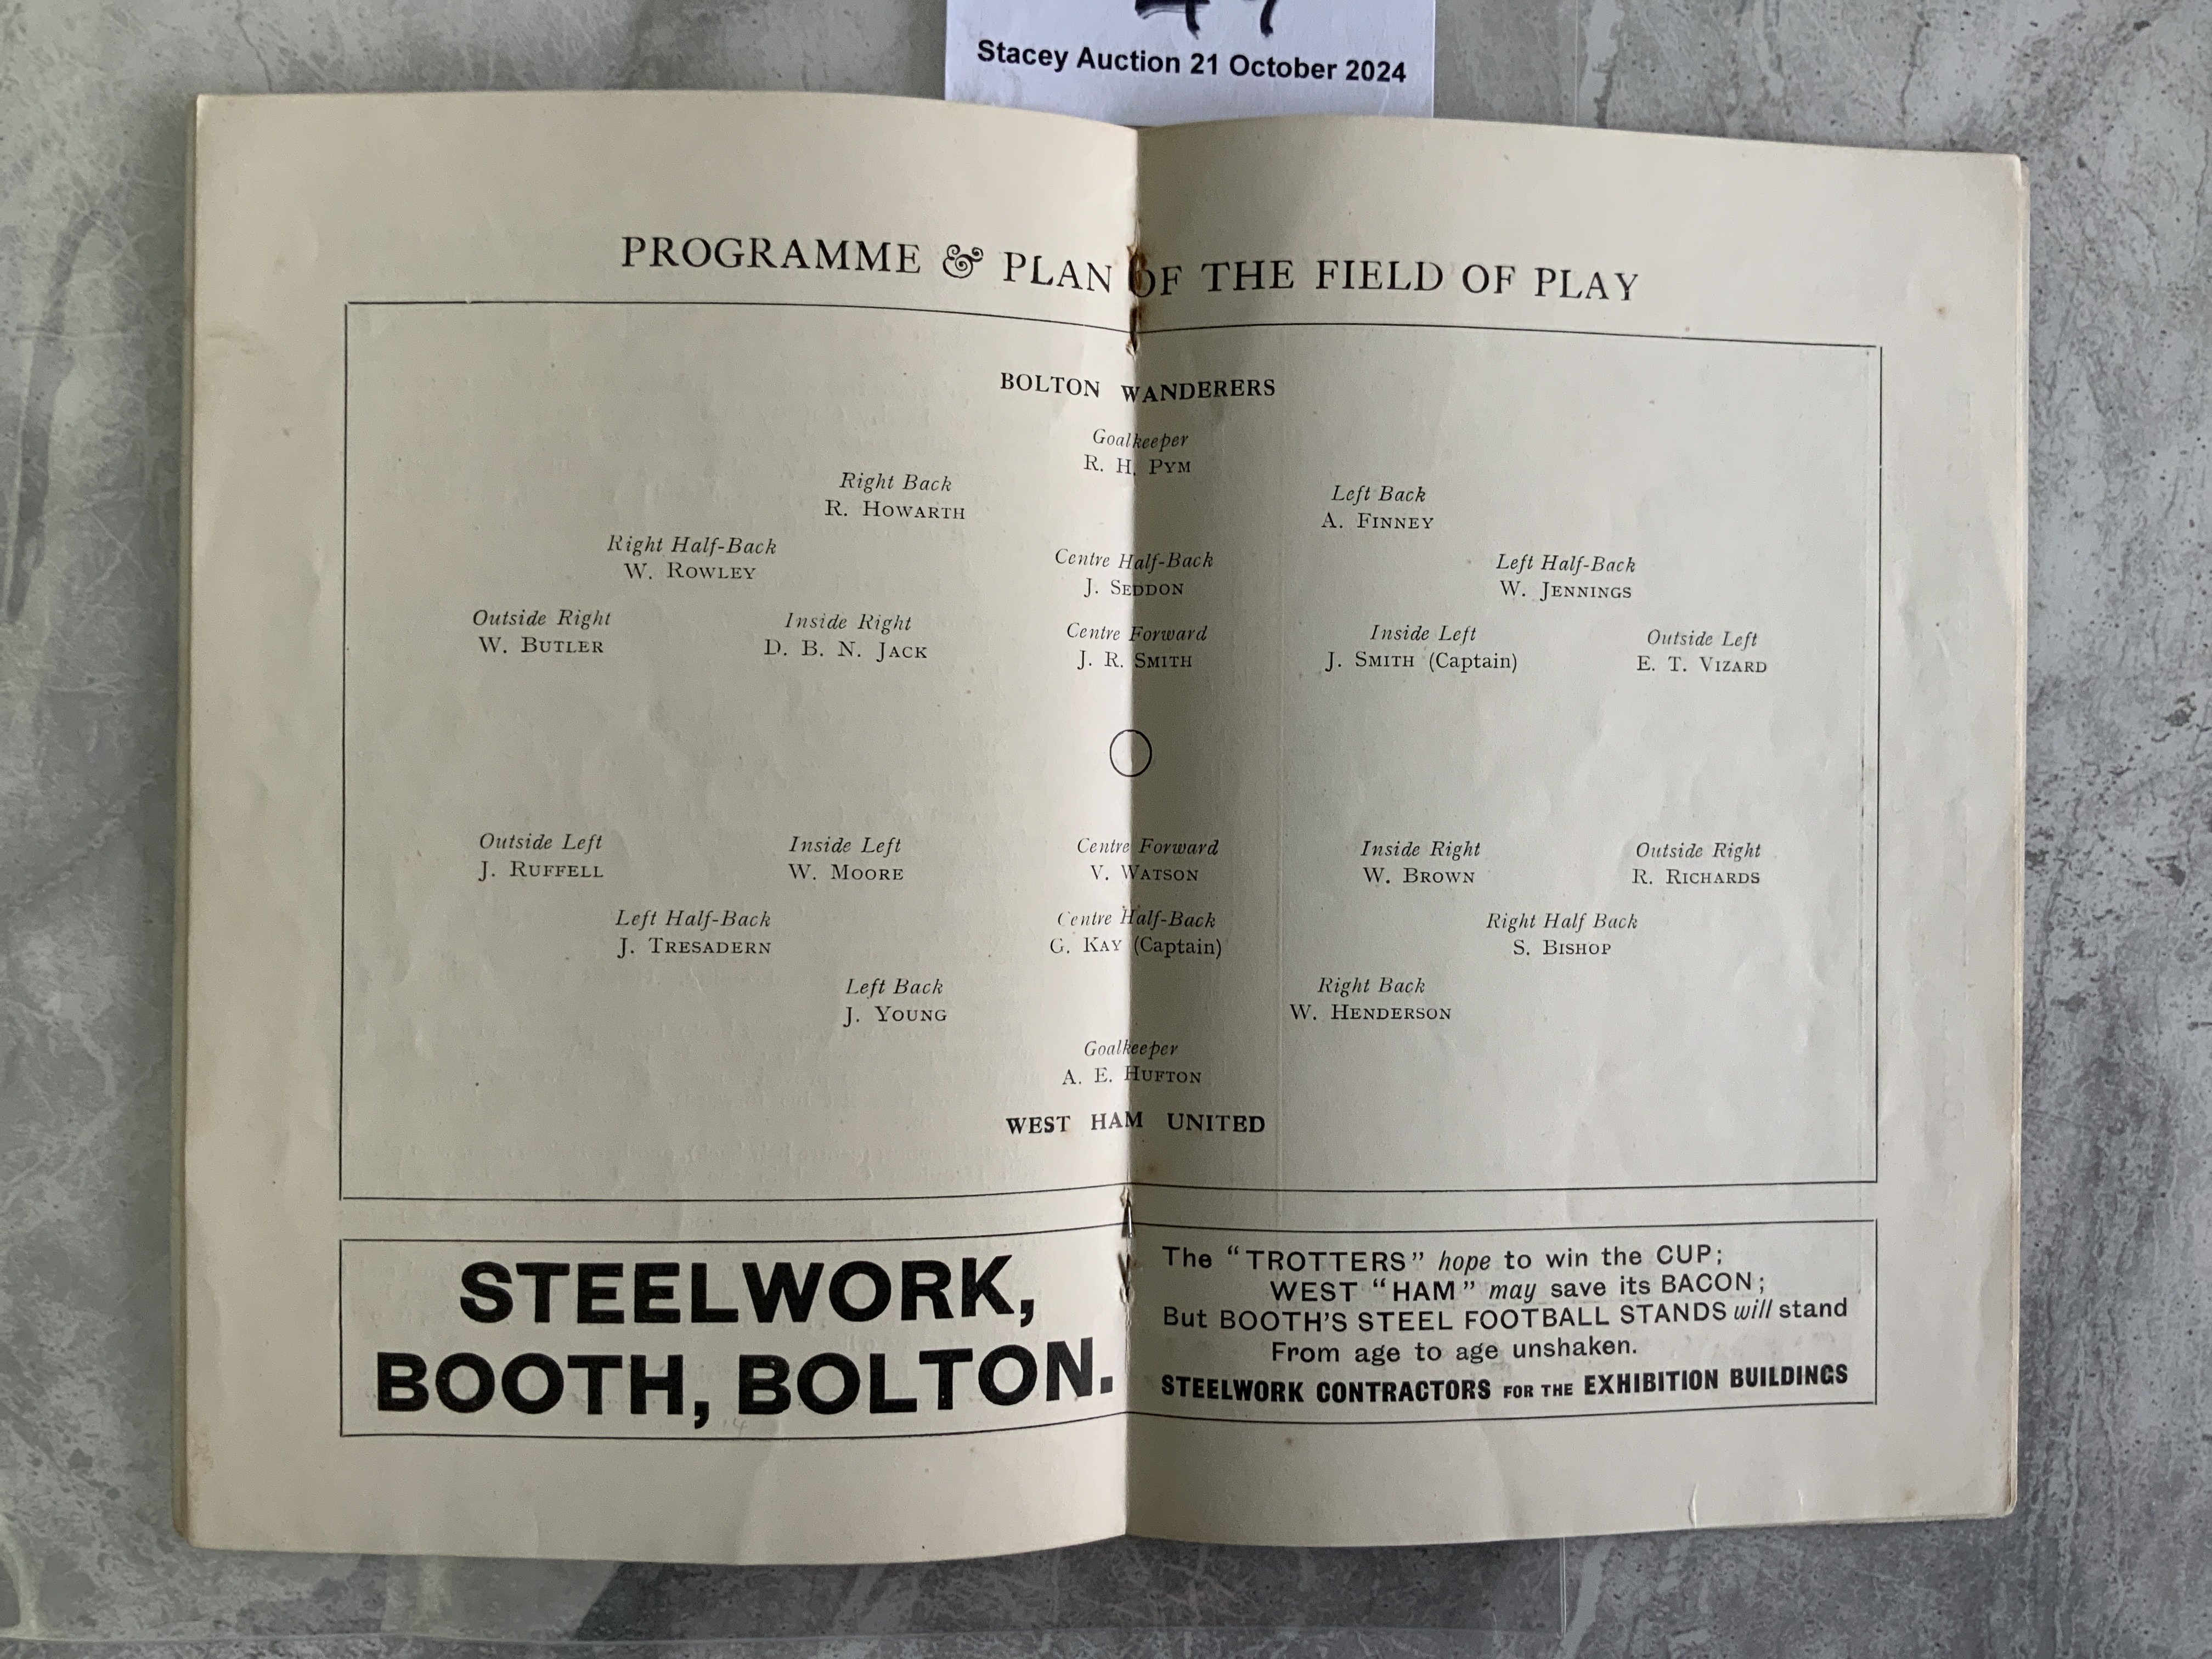 Stacey Auction 21 October 2024
PROGRAMME & PLAN OF THE FIELD OF PLAY
BOLTON WANDERERS
Goalkeeper
R. H. PYM
Right Back
R. HOWARTH
Left Back
A. FINNEY
Right Half-Back
W. ROWLEY
Centre Half-Back
J. SEDDON
Left Half-Back
W. JENNINGS
Outside Right
W. BUTLER
Inside Right
D. B. N. JACK
Centre Forward
J. R. SMITH
Inside Left
J. SMITH (Captain)
Outside Left
E. T. VIZARD
Outside Left
J. RUFFELL
Inside Left
W. MOORE
Centre Forward
V. WATSON
Inside Right
W. BROWN
Outside Right
R. RICHARDS
Left Half-Back
J. TRESADERN
Centre Half-Back
G. KAY (Captain)
Right Half Back
S. BISHOP
Left Back
J. YOUNG
Right Back
W. HENDERSON
Goalkeeper
A. E. HUFTON
WEST HAM UNITED
STEELWORK,
BOOTH, BOLTON.
The "TROTTERS" hope to win the CUP;
WEST "HAM" may save its BACON;
But BOOTH'S STEEL FOOTBALL STANDS will stand
From age to age unshaken.
STEELWORK CONTRACTORS FOR THE EXHIBITION BUILDINGS